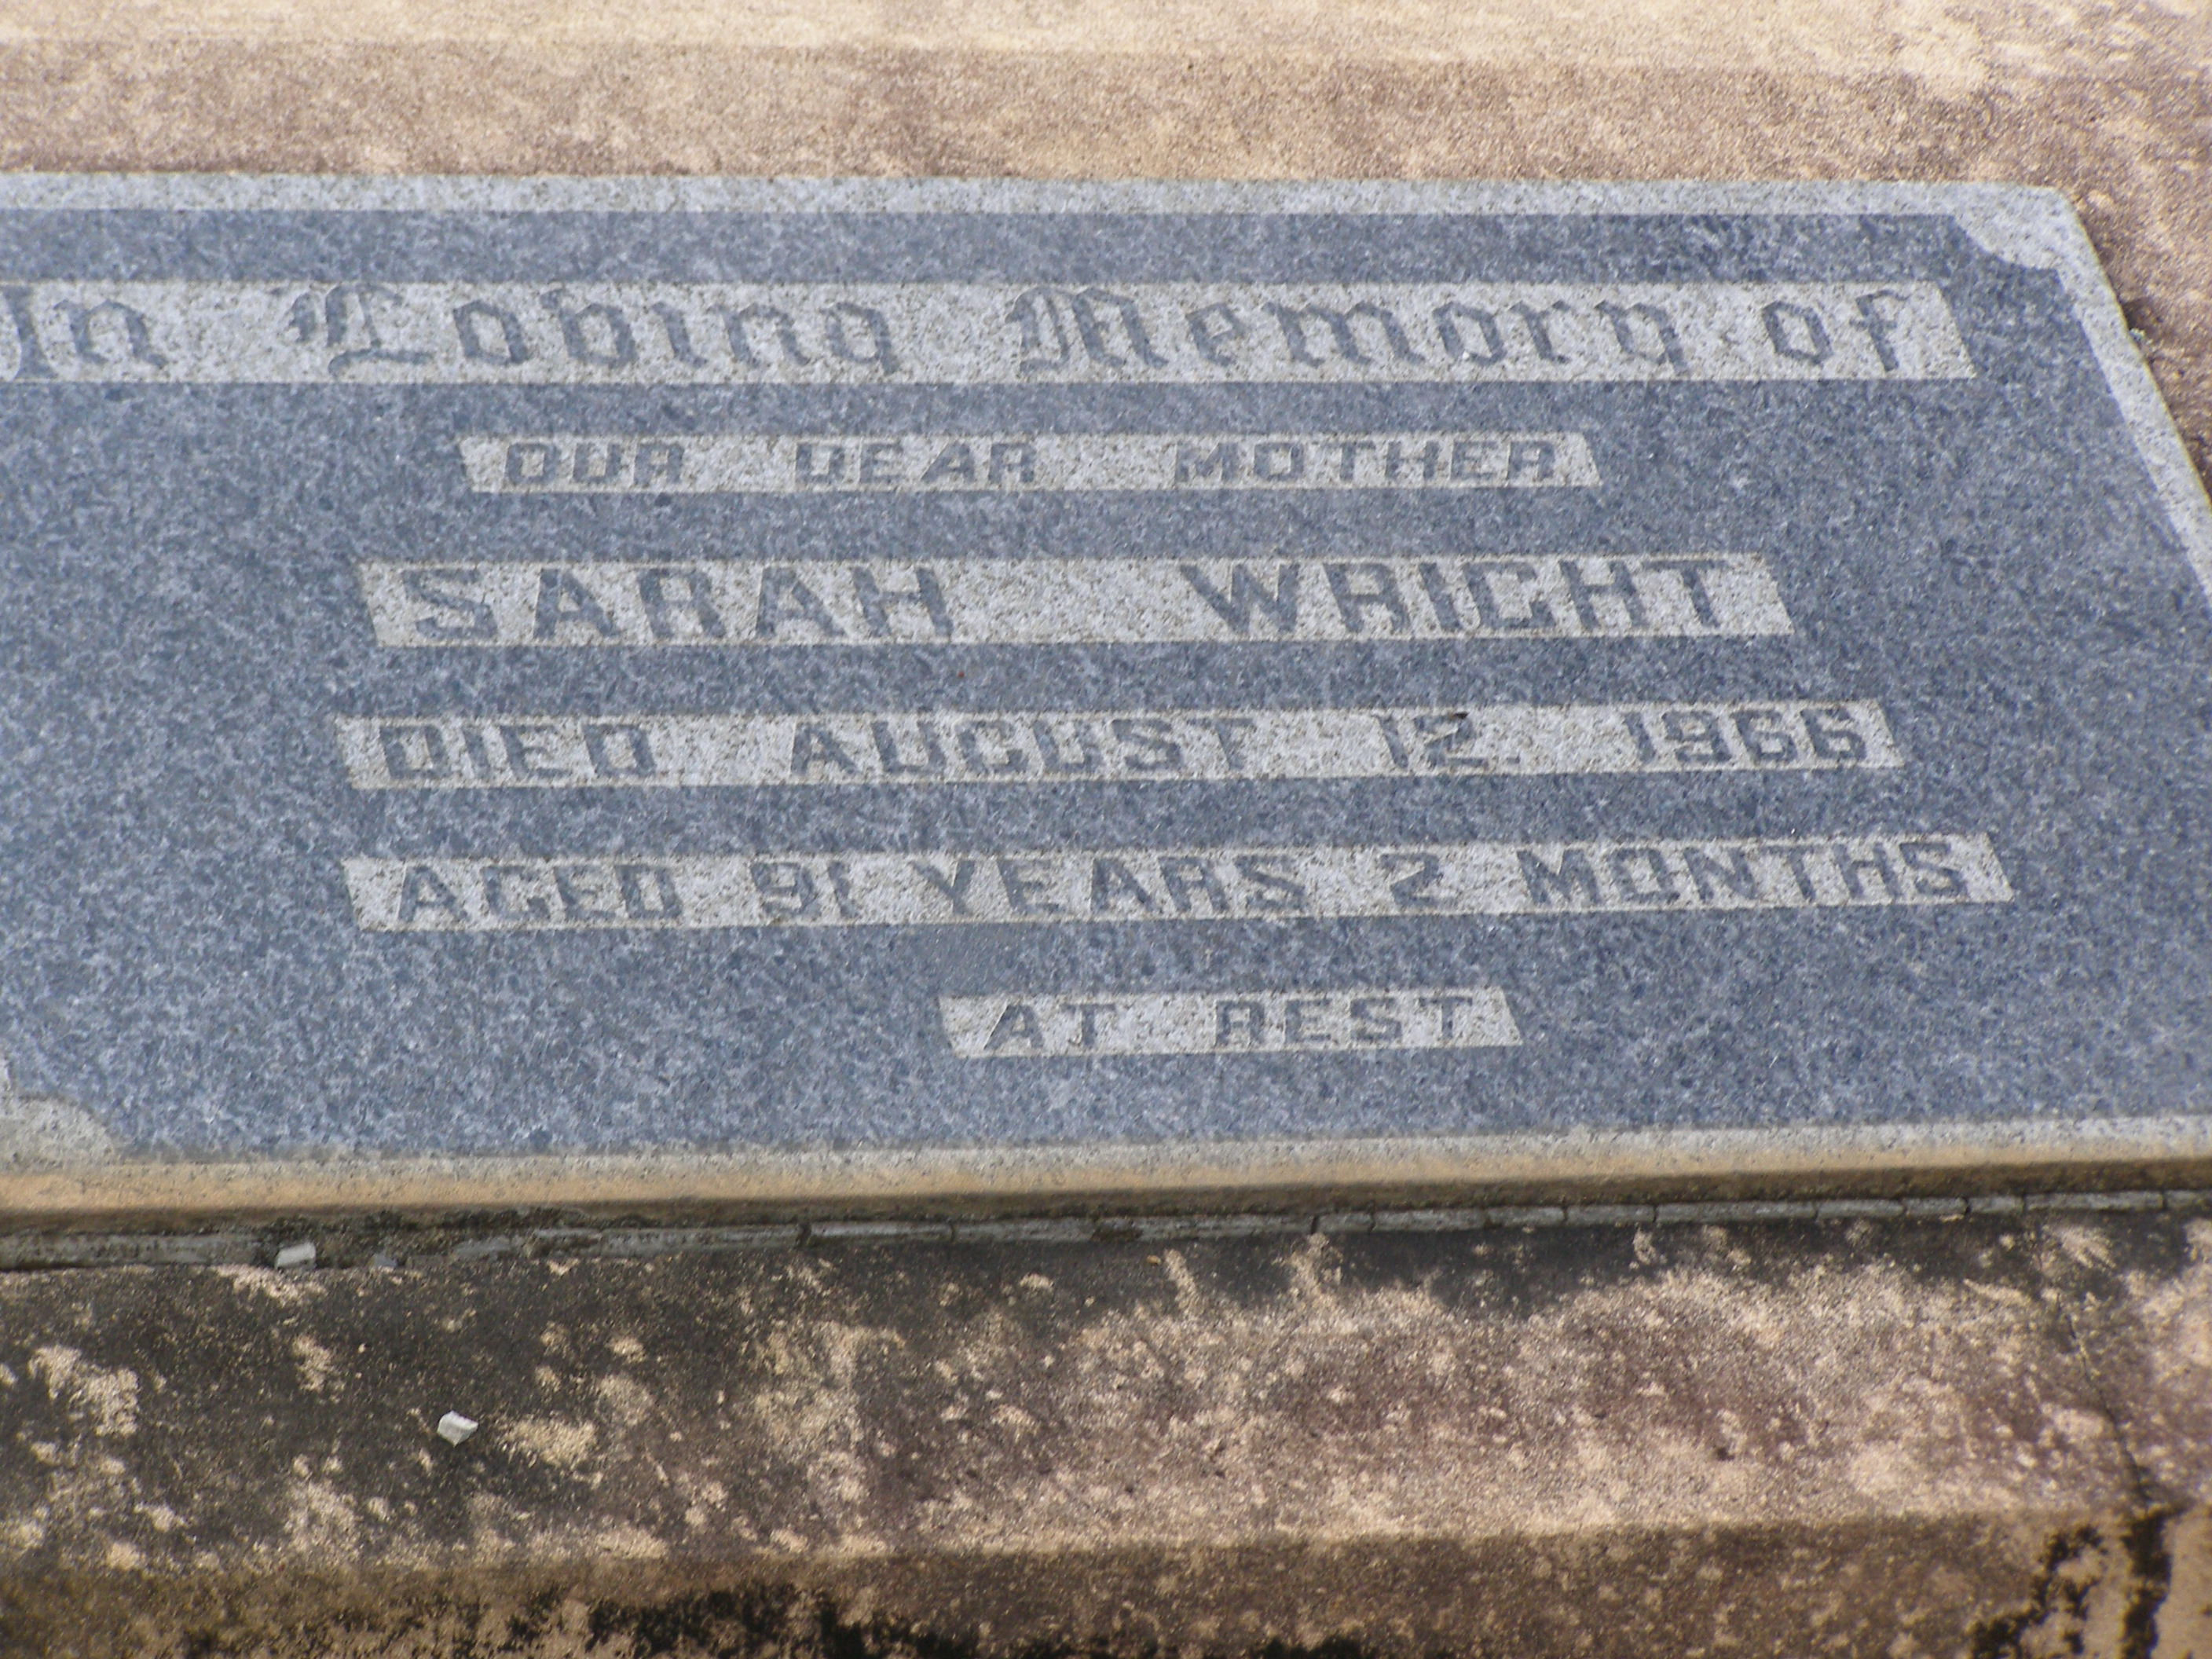 In Loving Memory of
OUR DEAR MOTHER
SARAH WRIGHT
DIED AUGUST 12 1966
AGED 91 YEARS 2 MONTHS
AT REST